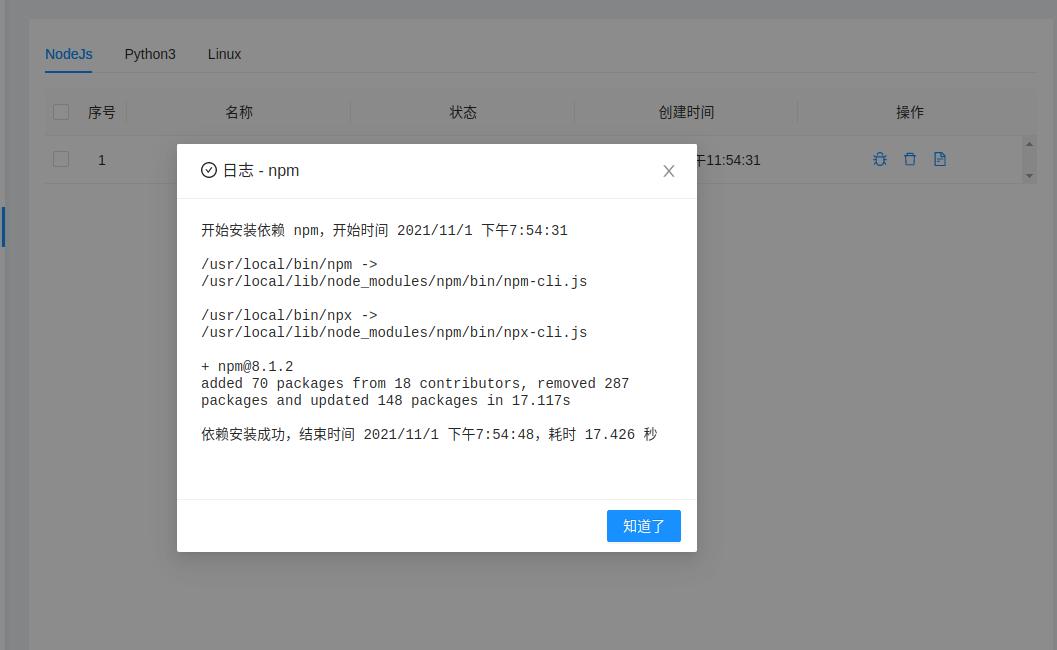 NodeJs Python3 Linux
序号 名称 状态 创建时间 操作
1 午11:54:31
日志 - npm
开始安装依赖 npm，开始时间 2021/11/1 下午7:54:31
/usr/local/bin/npm ->
/usr/local/lib/node_modules/npm/bin/npm-cli.js
/usr/local/bin/npx ->
/usr/local/lib/node_modules/npm/bin/npx-cli.js
+ npm@8.1.2
added 70 packages from 18 contributors, removed 287
packages and updated 148 packages in 17.117s
依赖安装成功，结束时间 2021/11/1 下午7:54:48，耗时 17.426 秒
知道了